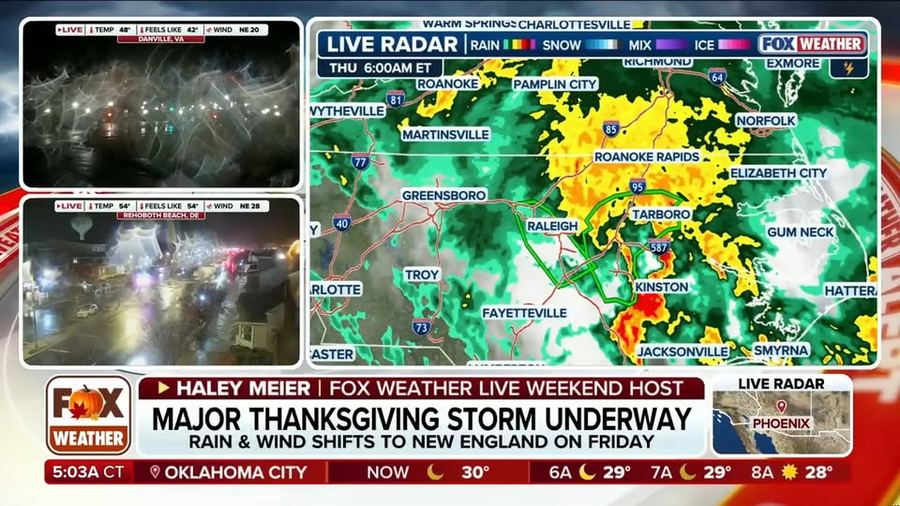 LIVE TEMP 48° FEELS LIKE 42° WIND NE 20
DANVILLE, VA
LIVE TEMP 54° FEELS LIKE 54° WIND NE 28
REHOBOTH BEACH, DE
WARM SPRINGS CHARLOTTESVILLE
LIVE RADAR RAIN SNOW MIX ICE FOX WEATHER
THU 6:00AM ET
RICHMOND
EXMORE
64
ROANOKE
PAMPLIN CITY
81
WYTHEVILLE
NORFOLK
85
MARTINSVILLE
77
ROANOKE RAPIDS
ELIZABETH CITY
95
GREENSBORO
TARBORO
40
RALEIGH
GUM NECK
587
TROY
KINSTON
RLOTTE
HATTERA
FAYETTEVILLE
73
CASTER
JACKSONVILLE
SMYRNA
LUMBERTON
FOX
WEATHER
HALEY MEIER | FOX WEATHER LIVE WEEKEND HOST
MAJOR THANKSGIVING STORM UNDERWAY
RAIN & WIND SHIFTS TO NEW ENGLAND ON FRIDAY
LIVE RADAR
PHOENIX
5:03A CT OKLAHOMA CITY NOW 30° 6A 29° 7A 29° 8A 28°